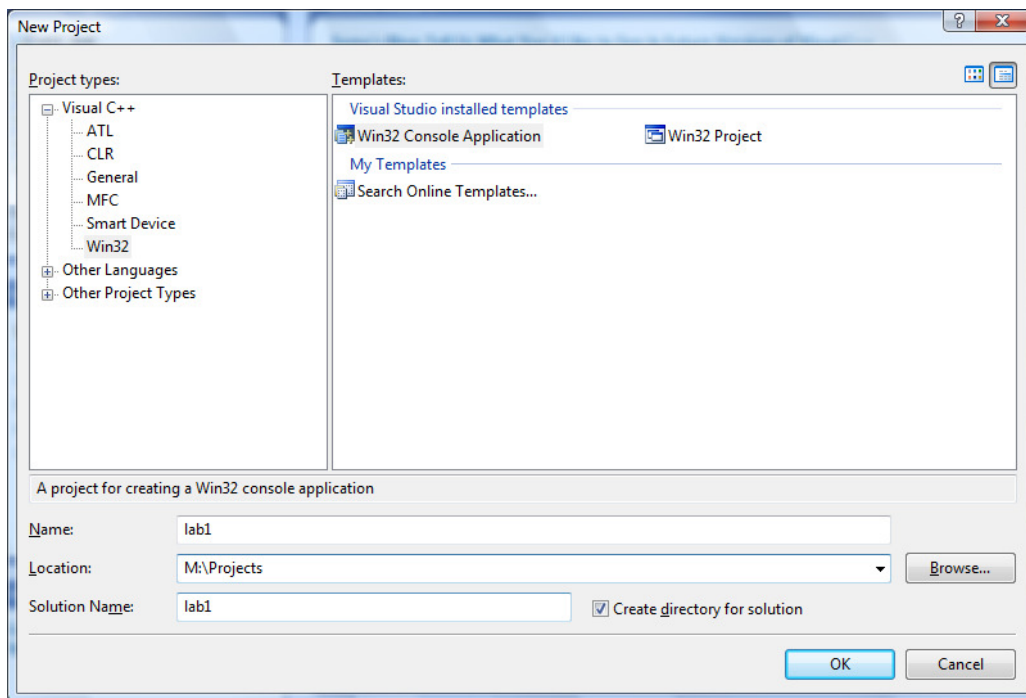 New Project
Project types:
Templates:
Visual C++
ATL
CLR
General
MFC
Smart Device
Win32
Other Languages
Other Project Types
Visual Studio installed templates
Win32 Console Application
Win32 Project
My Templates
Search Online Templates...
A project for creating a Win32 console application
Name:
lab1
Location:
M:\Projects
Browse...
Solution Name:
lab1
Create directory for solution
OK
Cancel